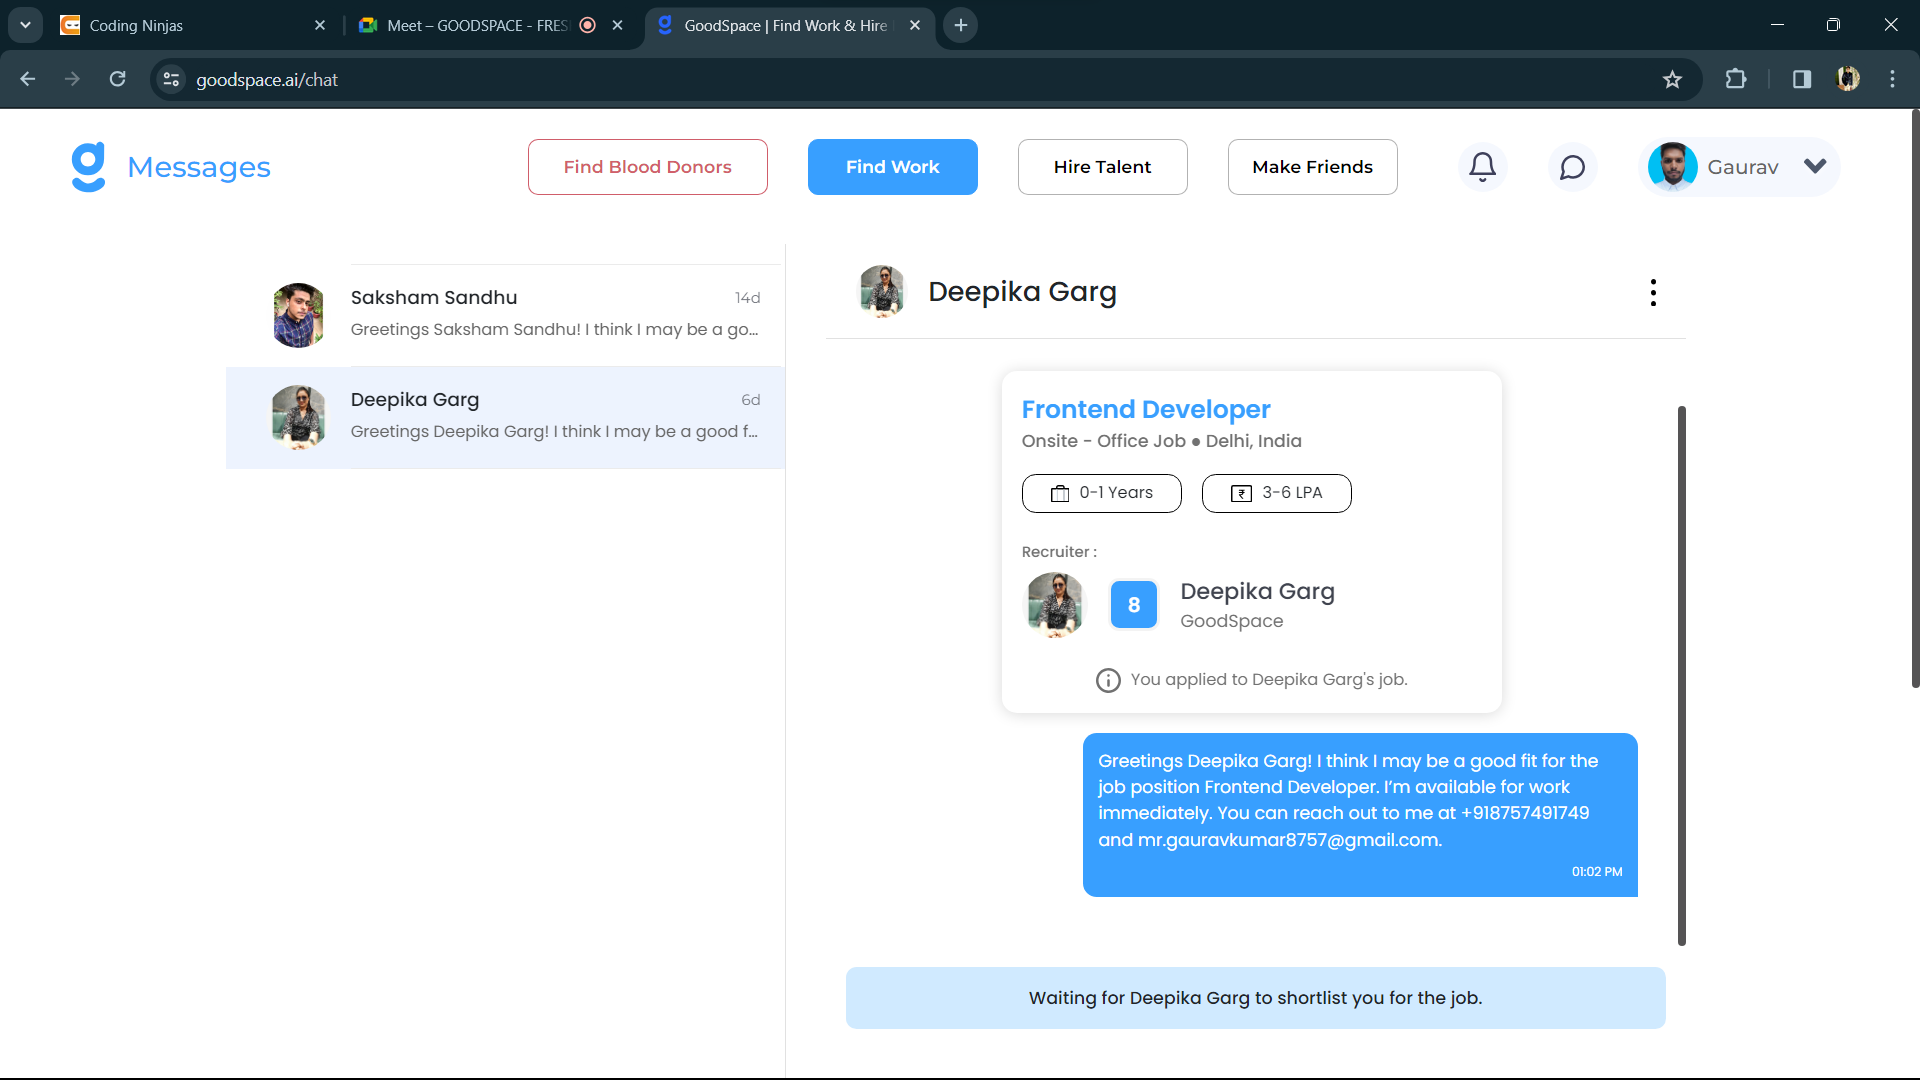 Coding Ninjas
Meet – GOODSPACE - FRES
GoodSpace | Find Work & Hire
goodspace.ai/chat
Messages
Find Blood Donors
Find Work
Hire Talent
Make Friends
Gaurav
Saksham Sandhu
14d
Greetings Saksham Sandhu! I think I may be a go...
Deepika Garg
6d
Greetings Deepika Garg! I think I may be a good f...
Deepika Garg
Frontend Developer
Onsite - Office Job ● Delhi, India
0-1 Years
3-6 LPA
Recruiter :
8
Deepika Garg
GoodSpace
You applied to Deepika Garg's job.
Greetings Deepika Garg! I think I may be a good fit for the
job position Frontend Developer. I’m available for work
immediately. You can reach out to me at +918757491749
and mr.gauravkumar8757@gmail.com.
01:02 PM
Waiting for Deepika Garg to shortlist you for the job.